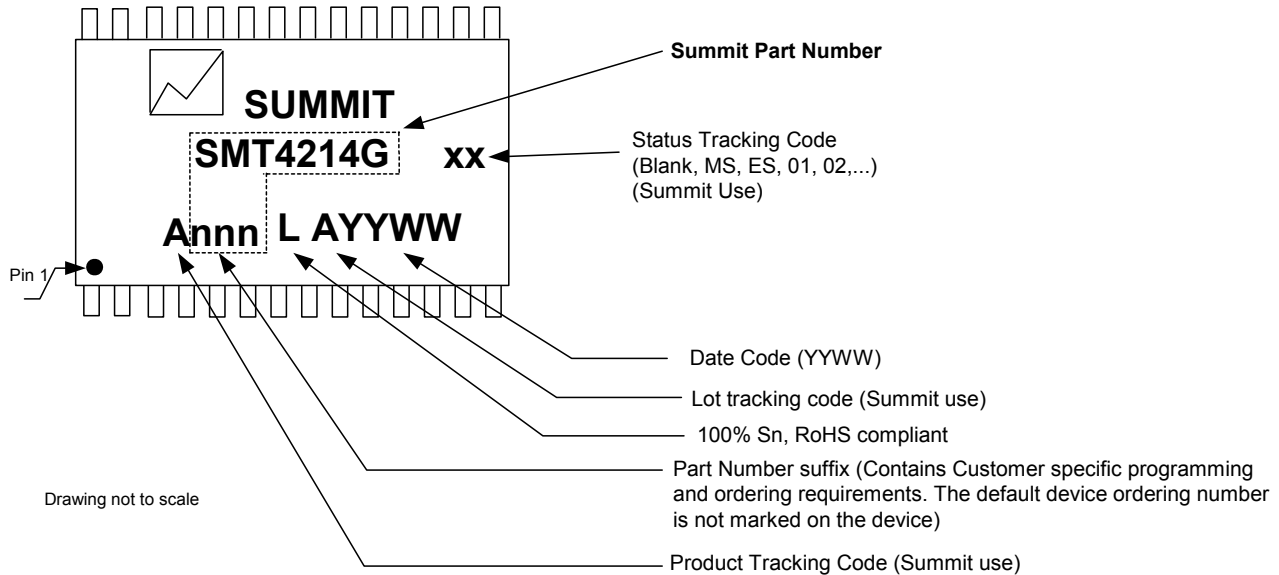 SUMMIT
SMT4214G
xx
Annn
L AYYWW
Pin 1
Summit Part Number
Status Tracking Code
(Blank, MS, ES, 01, 02,...)
(Summit Use)
Date Code (YYWW)
Lot tracking code (Summit use)
100% Sn, RoHS compliant
Part Number suffix (Contains Customer specific programming
and ordering requirements. The default device ordering number
is not marked on the device)
Product Tracking Code (Summit use)
Drawing not to scale